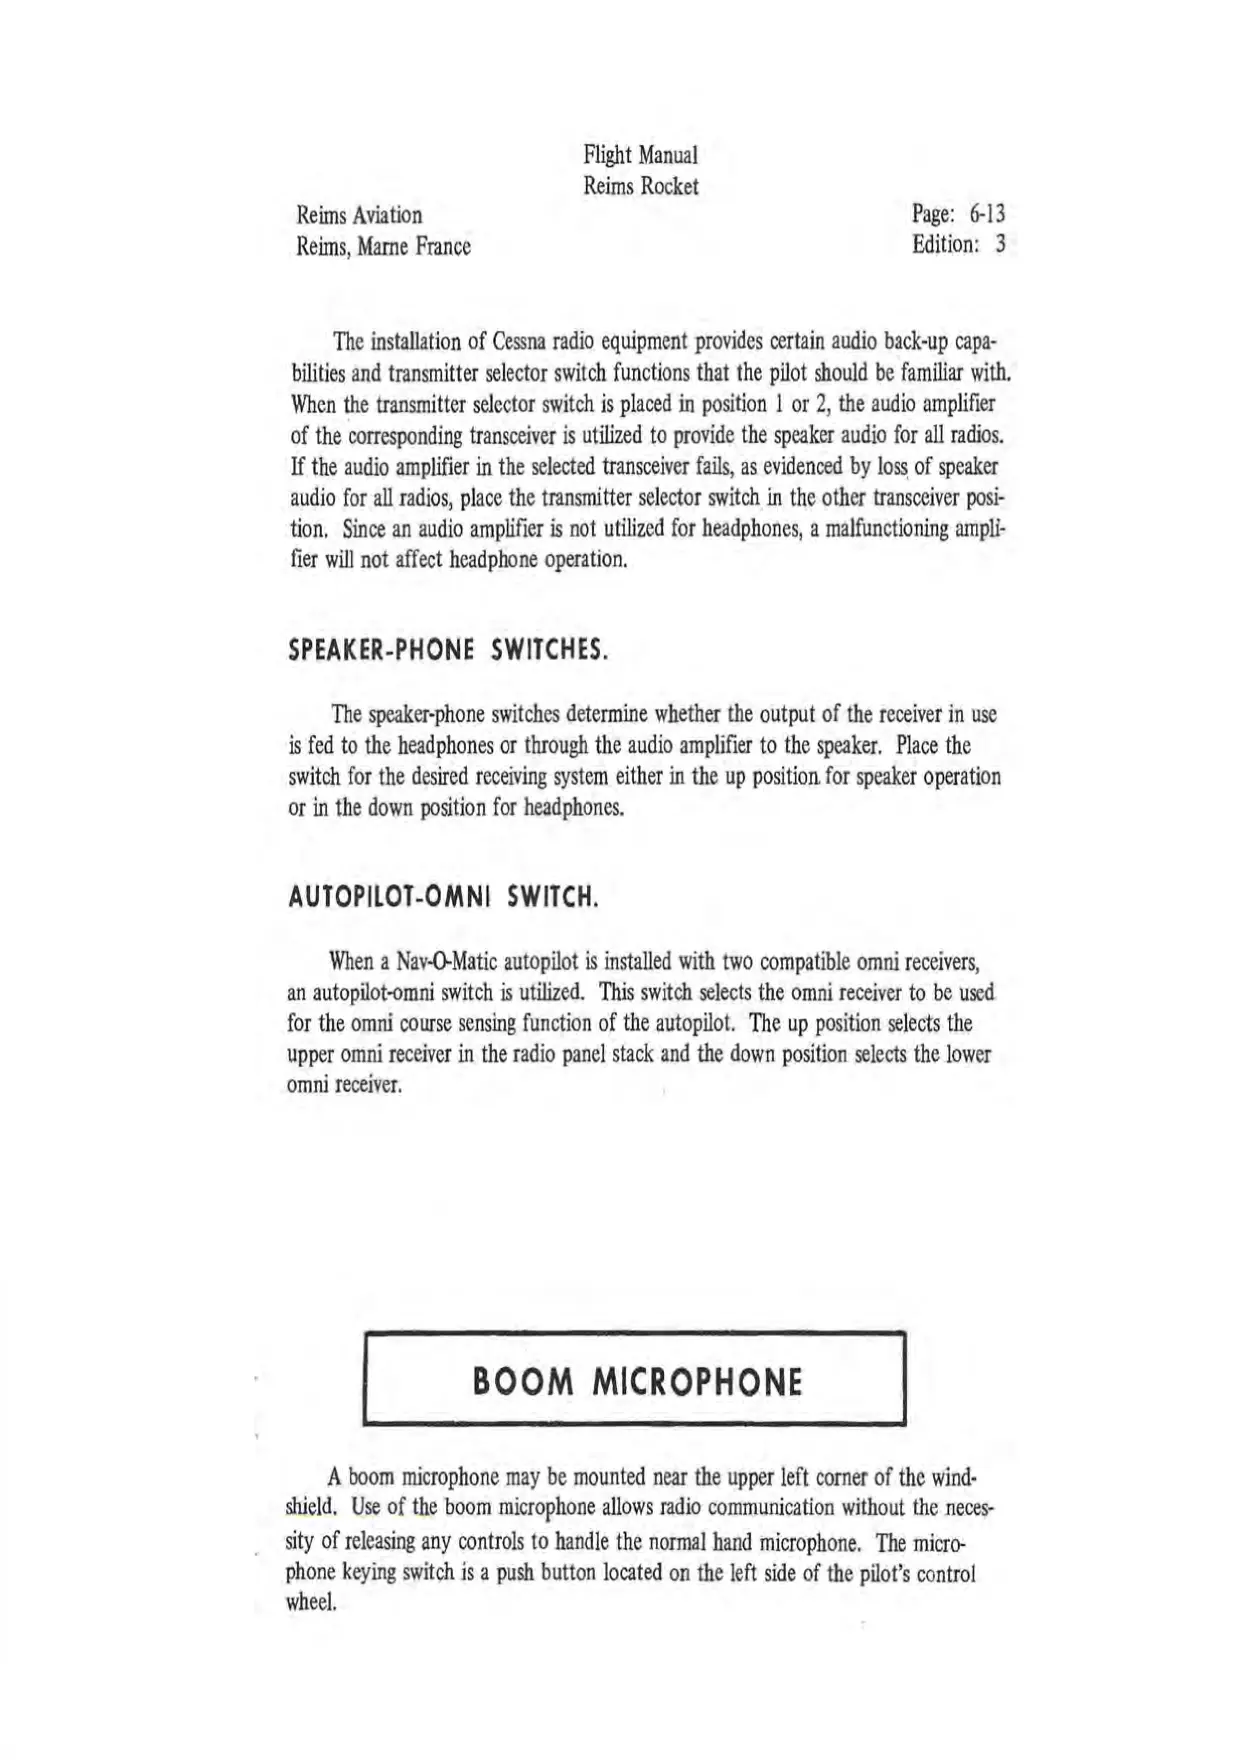 Flight Manual
Reims Rocket
Reims Aviation
Page: 6-13
Reims, Marne France
Edition: 3
The installation of Cessna radio equipment provides certain audio back-up capa-
bilities and transmitter selector switch functions that the pilot should be familiar with.
When the transmitter selector switch is placed in position 1 or 2, the audio amplifier
of the corresponding transceiver is utilized to provide the speaker audio for all radios.
If the audio amplifier in the selected transceiver fails, as evidenced by loss of speaker
audio for all radios, place the transmitter selector switch in the other transceiver posi-
tion. Since an audio amplifier is not utilized for headphones, a malfunctioning ampli-
fier will not affect headphone operation.
SPEAKER-PHONE SWITCHES.
The speaker-phone switches determine whether the output of the receiver in use
is fed to the headphones or through the audio amplifier to the speaker. Place the
switch for the desired receiving system either in the up position for speaker operation
or in the down position for headphones.
AUTOPILOT-OMNI SWITCH.
When a Nav-O-Matic autopilot is installed with two compatible omni receivers,
an autopilot-omni switch is utilized. This switch selects the omni receiver to be used
for the omni course sensing function of the autopilot. The up position selects the
upper omni receiver in the radio panel stack and the down position selects the lower
omni receiver.
BOOM MICROPHONE
A boom microphone may be mounted near the upper left corner of the wind-
shield. Use of the boom microphone allows radio communication without the neces-
sity of releasing any controls to handle the normal hand microphone. The micro-
phone keying switch is a push button located on the left side of the pilot's control
wheel.